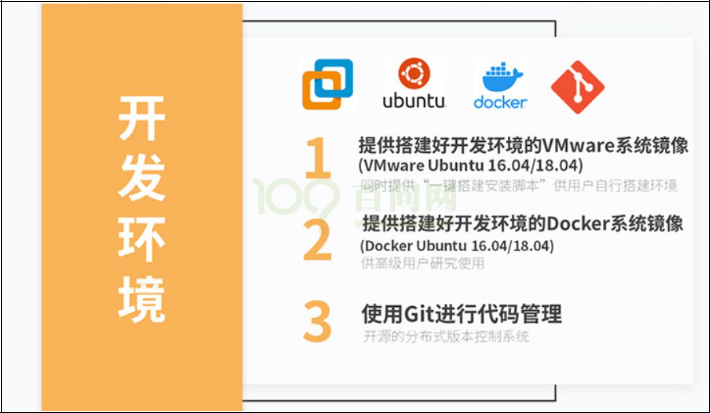 开发环境
ubuntu
docker
1
提供搭建好开发环境的VMware系统镜像
(VMware Ubuntu 16.04/18.04)
同时提供“一键搭建安装脚本”供用户自行搭建环境
100百问网
2
提供搭建好开发环境的Docker系统镜像
(Docker Ubuntu 16.04/18.04)
供高级用户研究使用
3
使用Git进行代码管理
开源的分布式版本控制系统